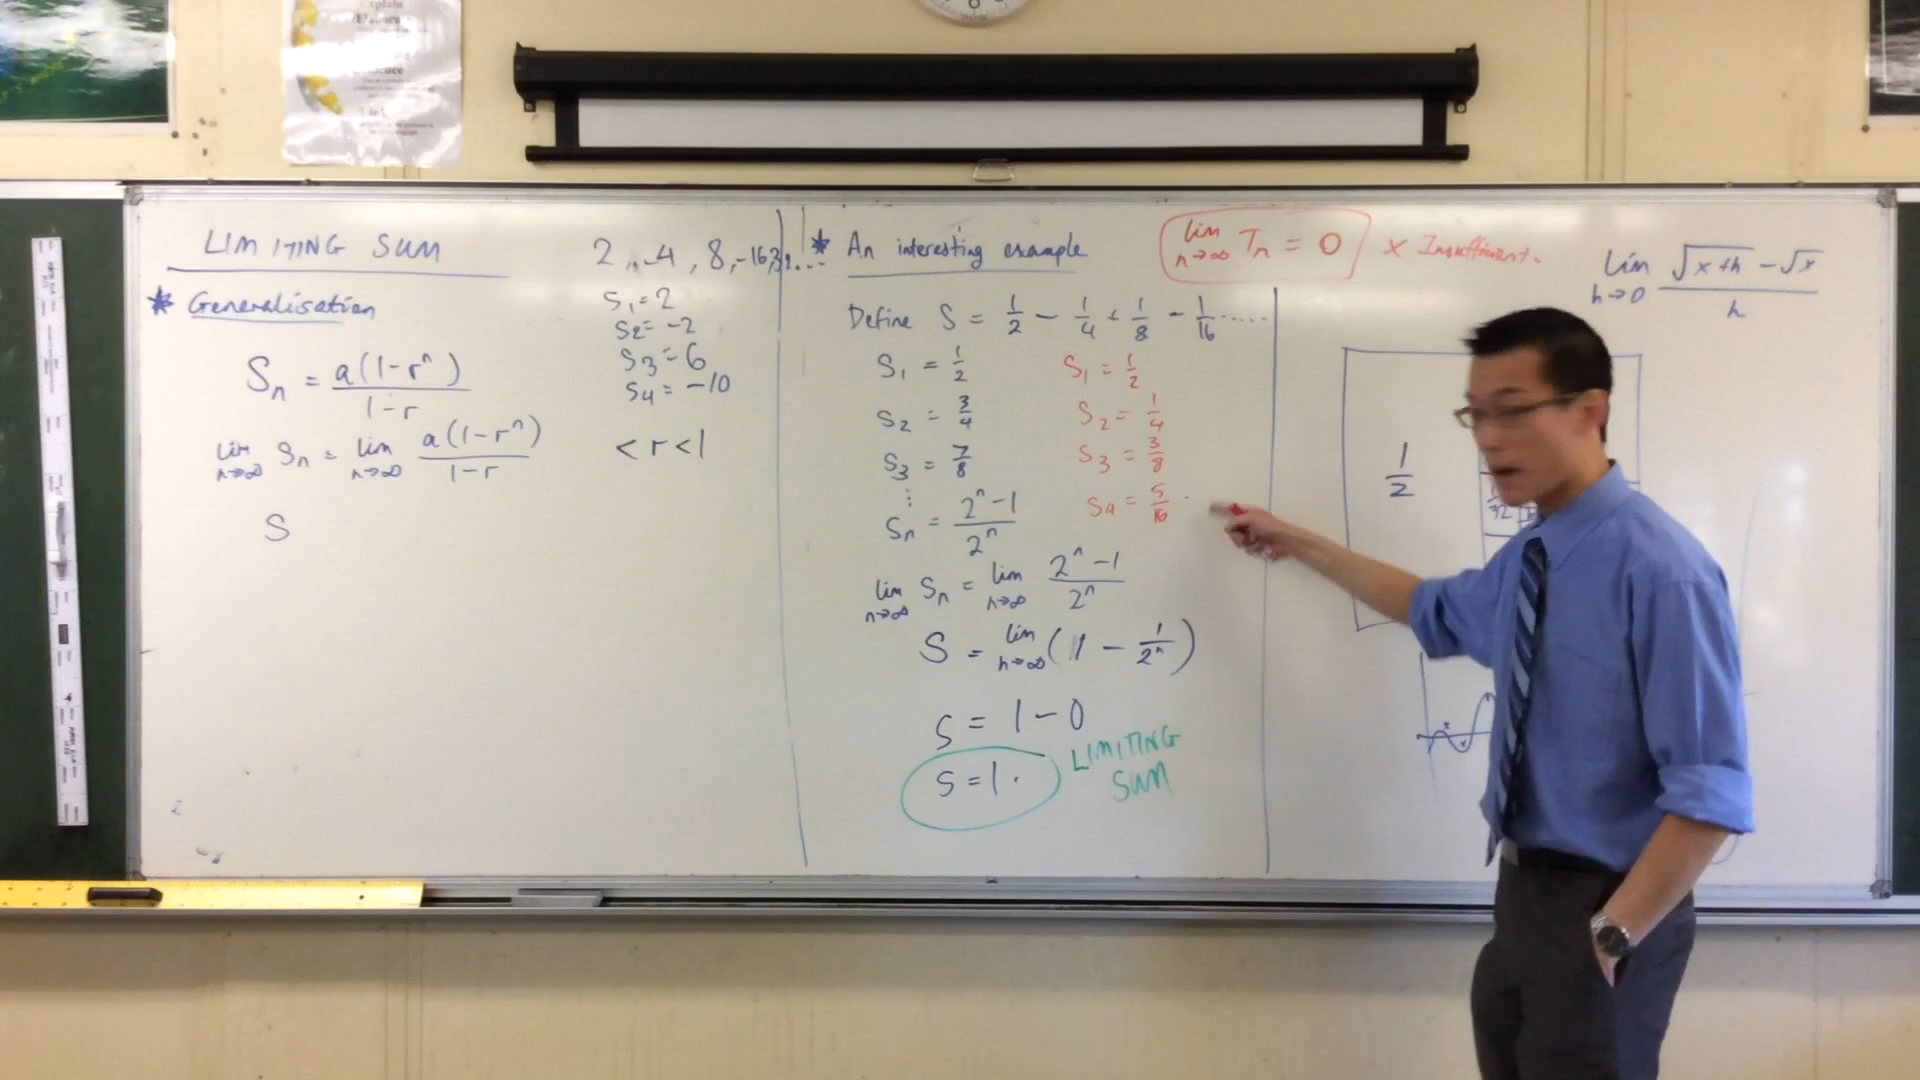 LIMITING SUM
* Generalisation
Sn = a(1-rⁿ) / 1-r
lim n→∞ Sn = lim n→∞ a(1-rⁿ) / 1-r
S
2, -4, 8, -16, 32...
S1 = 2
S2 = -2
S3 = 6
S4 = -10
< r < 1
* An interesting example
Define S = 1/2 - 1/4 + 1/8 - 1/16 ......
S1 = 1/2
S2 = 3/4
S3 = 7/8
⋮
Sn = 2ⁿ-1 / 2ⁿ
lim n→∞ Sn = lim n→∞ 2ⁿ-1 / 2ⁿ
S = lim n→∞ (1 - 1/2ⁿ)
S = 1 - 0
S = 1.
LIMITING
SUM
S1 = 1/2
S2 = 1/4
S3 = 3/8
S4 = 5/16
lim n→∞ Tn = 0
x Insufficient.
lim h→0 √x+h - √x / h
1/2
32